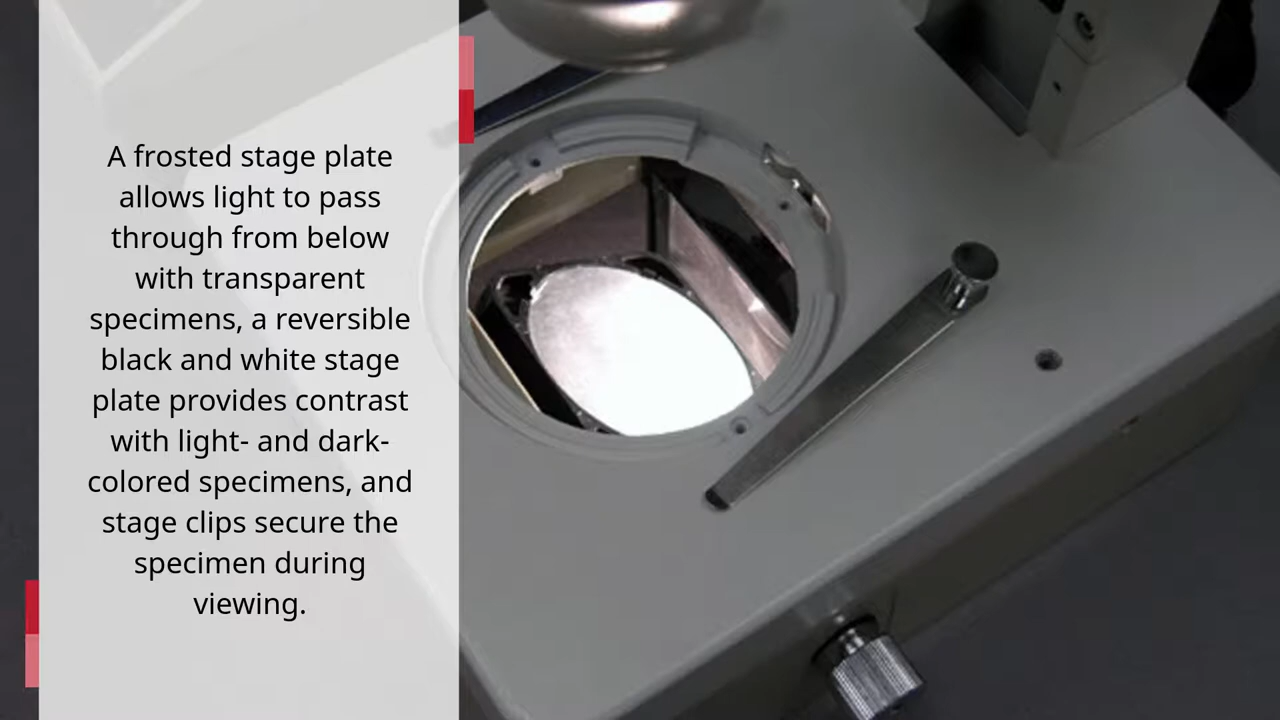 A frosted stage plate
allows light to pass
through from below
with transparent
specimens, a reversible
black and white stage
plate provides contrast
with light- and dark-
colored specimens, and
stage clips secure the
specimen during
viewing.